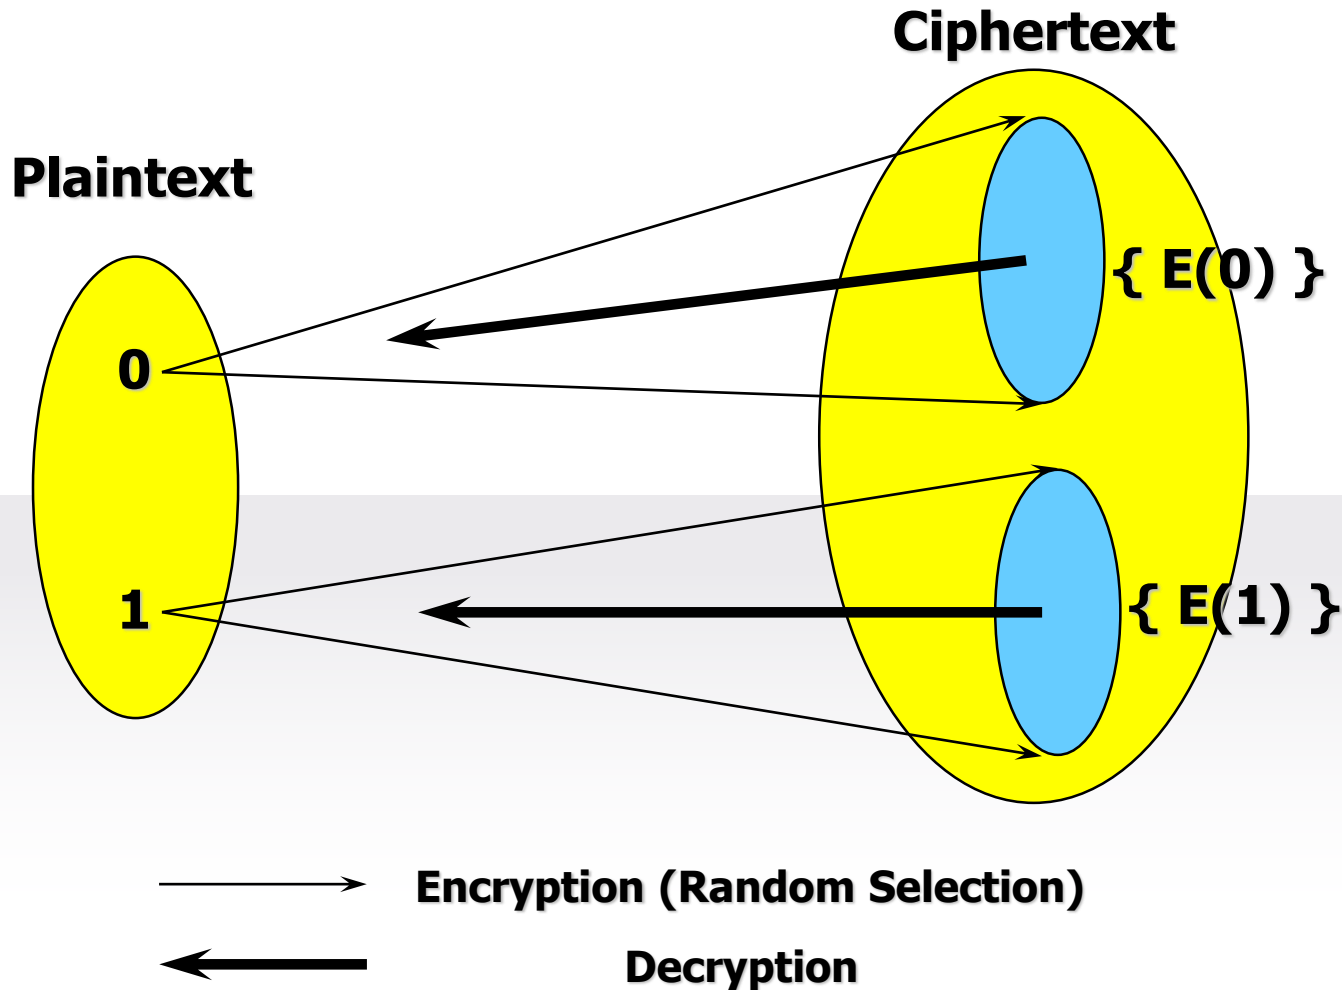 Ciphertext
Plaintext
{ E(0) }
0
1
{ E(1) }
Encryption (Random Selection)
Decryption